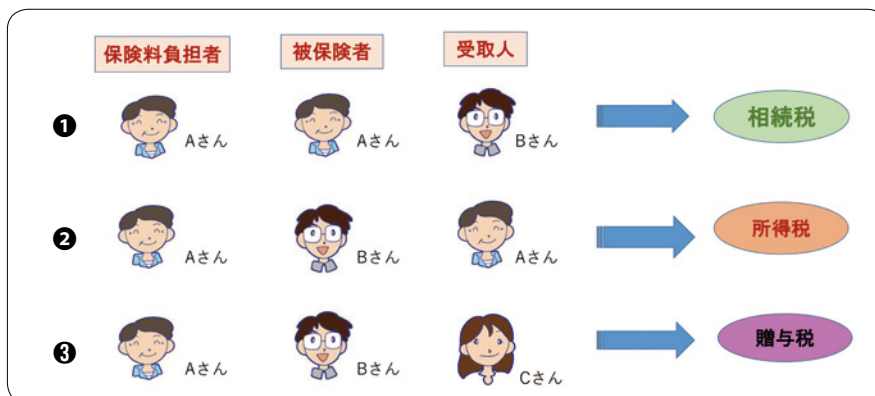 保険料負担者 被保険者 受取人
❶ Aさん Aさん Bさん 相続税
❷ Aさん Bさん Aさん 所得税
❸ Aさん Bさん Cさん 贈与税